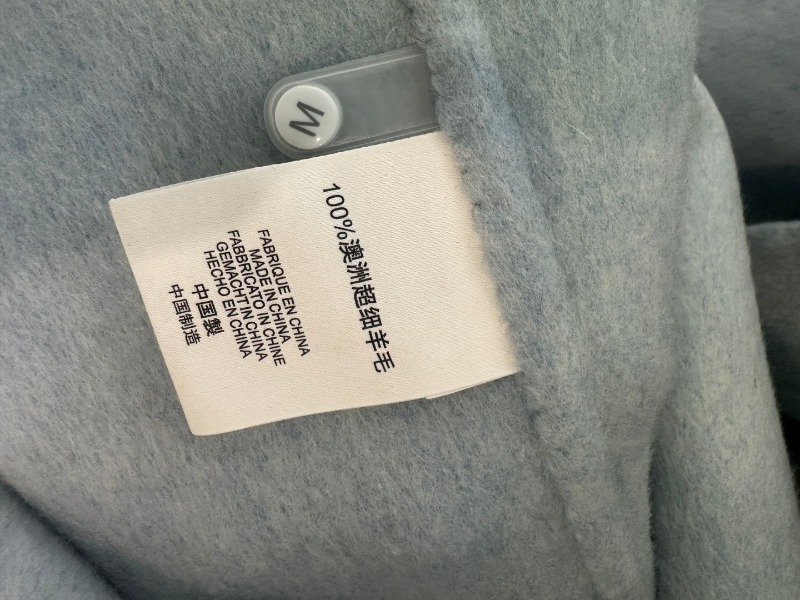 M
100%澳洲超细羊毛
FABRIQUE EN CHINA
MADE IN CHINA
FABBRICATO IN CHINE
GEMACHT IN CHINA
HECHO EN CHINA
中国製
中国制造